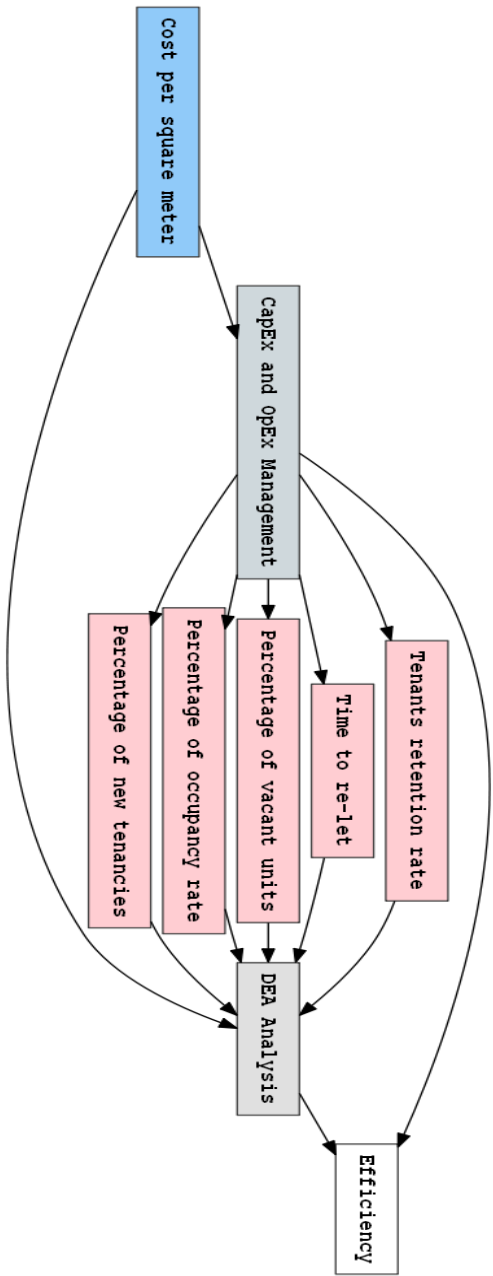 Cost per square meter
CapEx and OpEx Management
Tenants retention rate
Time to re-let
Percentage of vacant units
Percentage of occupancy rate
Percentage of new tenancies
DEA Analysis
Efficiency